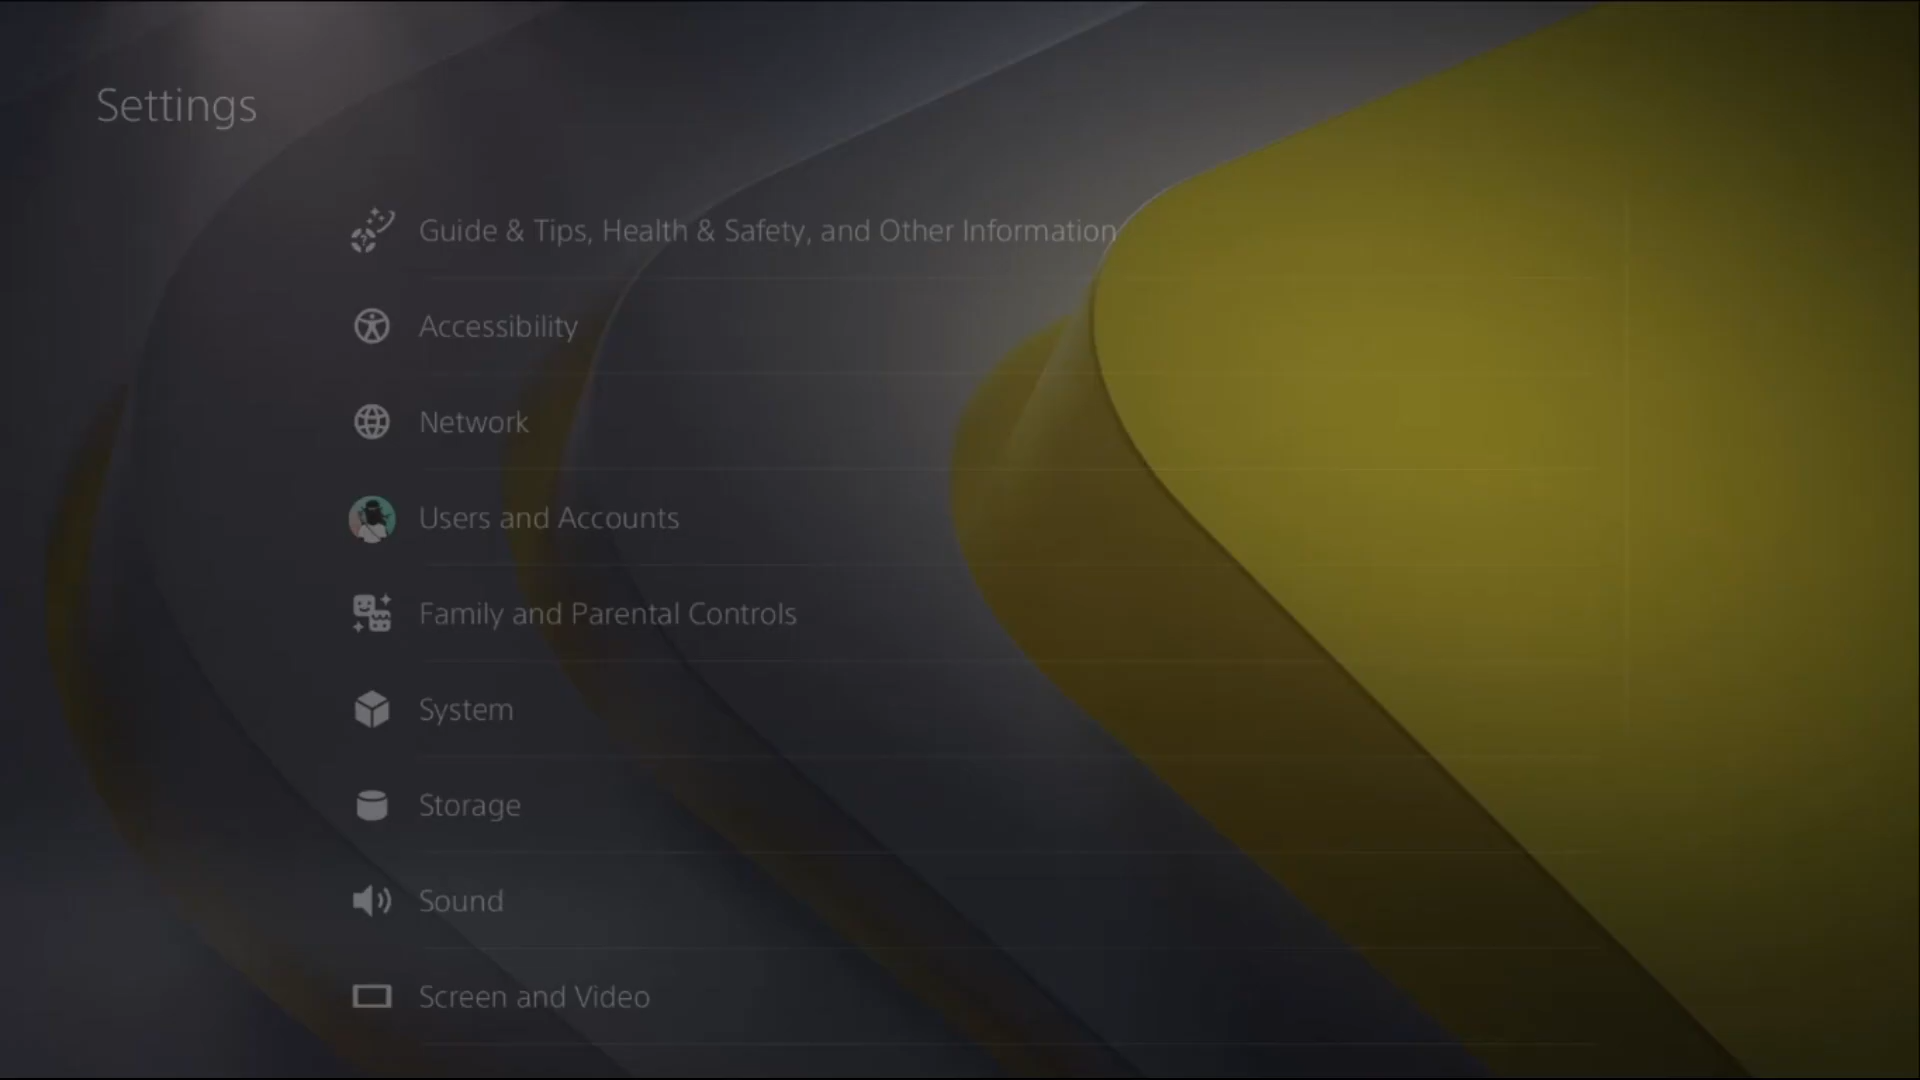 Settings
Guide & Tips, Health & Safety, and Other Information
Accessibility
Network
Users and Accounts
Family and Parental Controls
System
Storage
Sound
Screen and Video